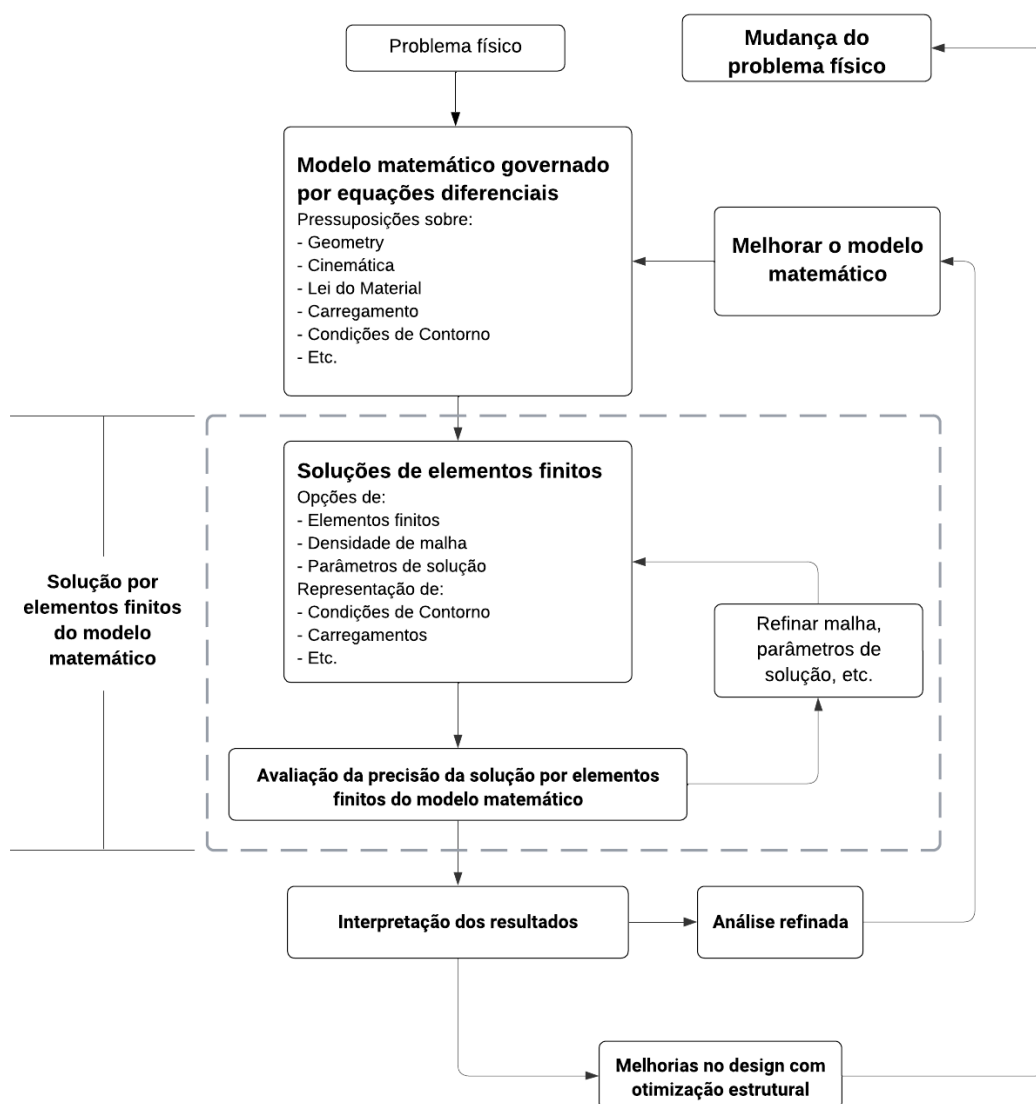 Problema físico
Mudança do
problema físico
Modelo matemático governado
por equações diferenciais
Pressuposições sobre:
- Geometry
- Cinemática
- Lei do Material
- Carregamento
- Condições de Contorno
- Etc.
Melhorar o modelo
matemático
Soluções de elementos finitos
Opções de:
- Elementos finitos
- Densidade de malha
- Parâmetros de solução
Representação de:
- Condições de Contorno
- Carregamentos
- Etc.
Solução por
elementos finitos
do modelo
matemático
Refinar malha,
parâmetros de
solução, etc.
Avaliação da precisão da solução por elementos
finitos do modelo matemático
Interpretação dos resultados
Análise refinada
Melhorias no design com
otimização estrutural